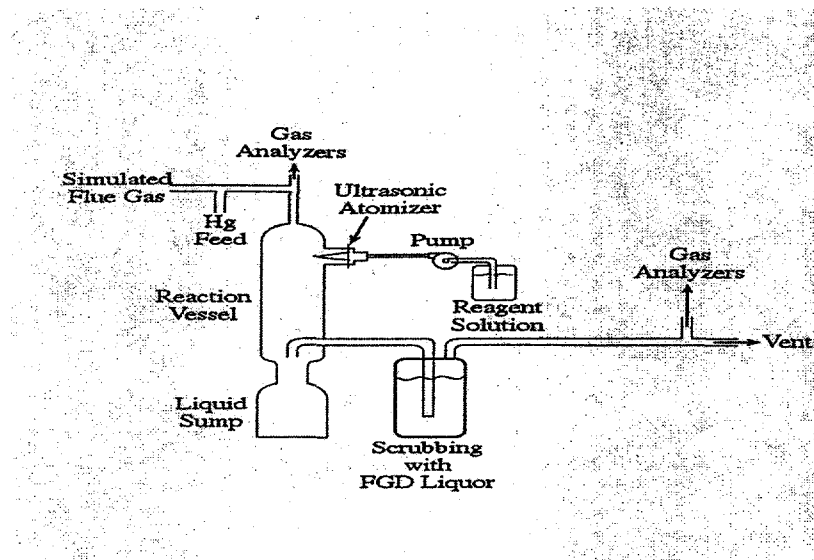 Gas
Analyzers
Simulated
Flue Gas
Ultrasonic
Atomizer
Hg
Feed
Pump
Gas
Analyzers
Reaction
Vessel
Reagent
Solution
Vent
Liquid
Sump
Scrubbing
with
FGD Liquor